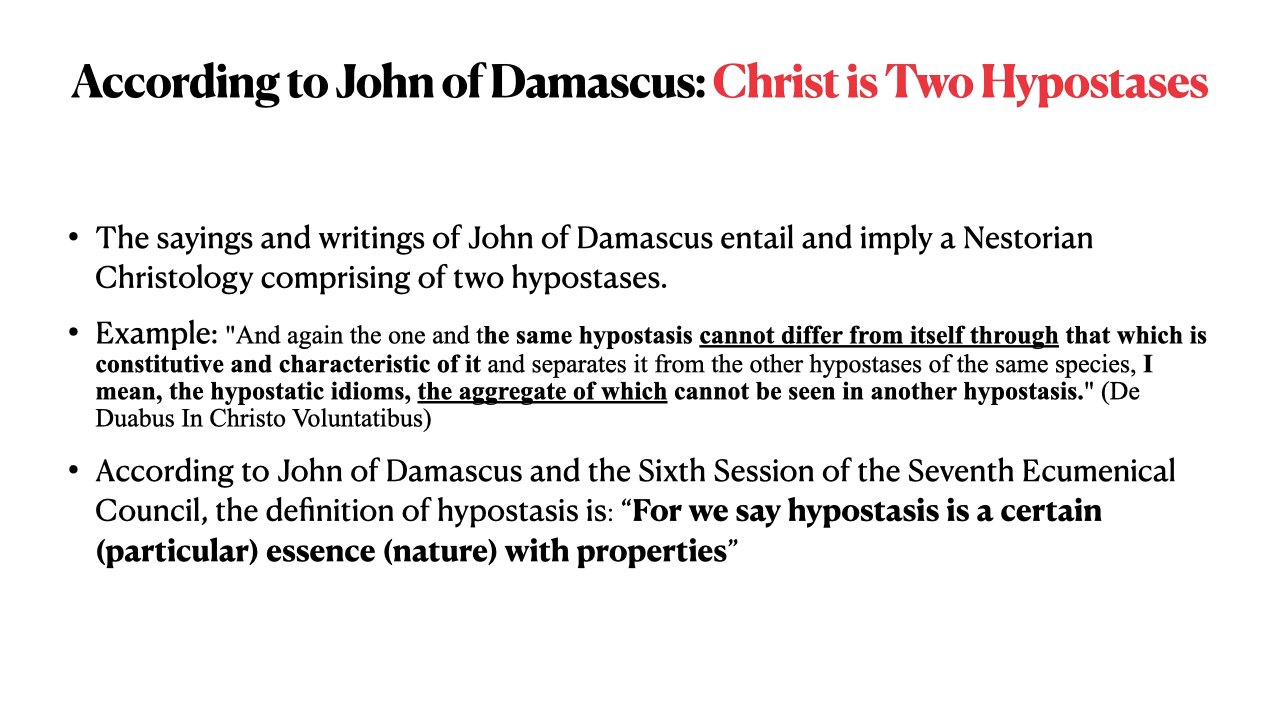 According to John of Damascus: Christ is Two Hypostases
• The sayings and writings of John of Damascus entail and imply a Nestorian
Christology comprising of two hypostases.
• Example: "And again the one and the same hypostasis cannot differ from itself through that which is
constitutive and characteristic of it and separates it from the other hypostases of the same species, I
mean, the hypostatic idioms, the aggregate of which cannot be seen in another hypostasis." (De
Duabus In Christo Voluntatibus)
• According to John of Damascus and the Sixth Session of the Seventh Ecumenical
Council, the definition of hypostasis is: “For we say hypostasis is a certain
(particular) essence (nature) with properties”